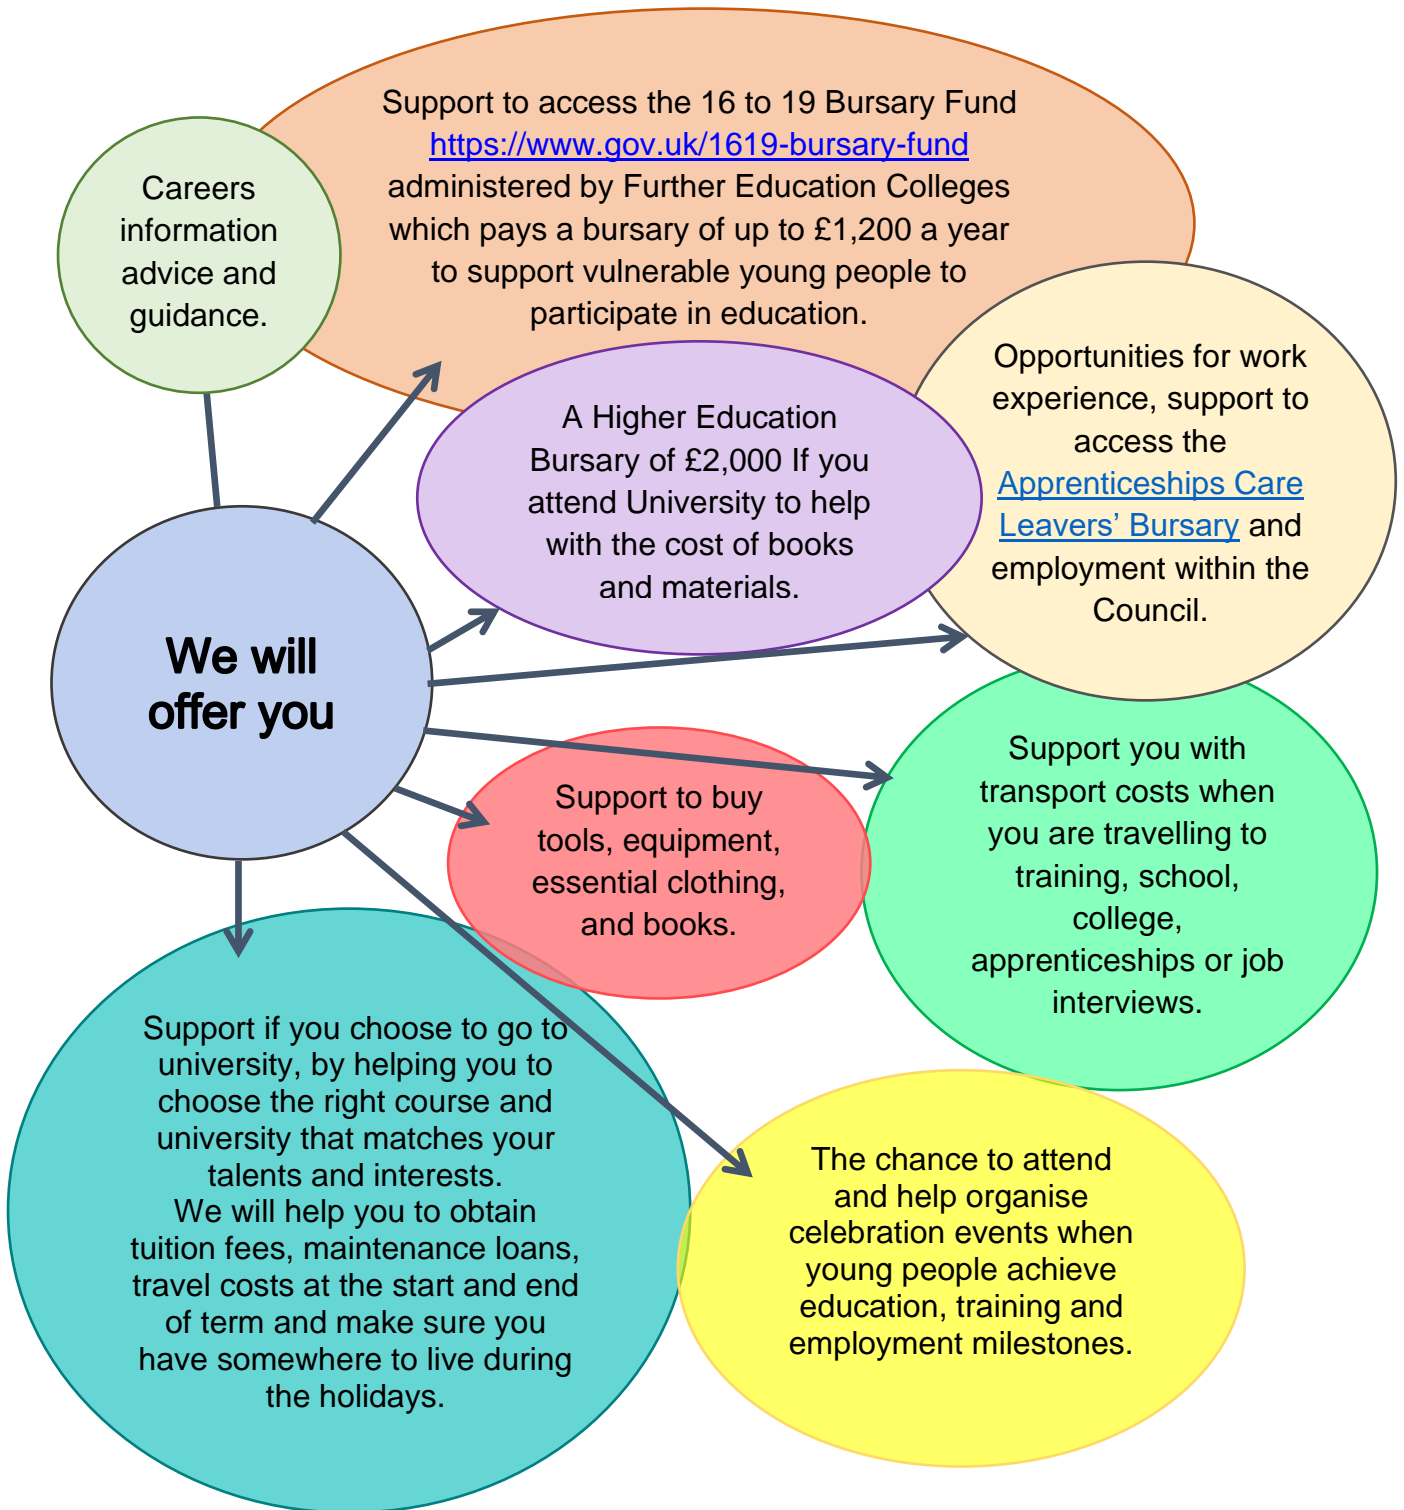 Support to access the 16 to 19 Bursary Fund
https://www.gov.uk/1619-bursary-fund
administered by Further Education Colleges
which pays a bursary of up to £1,200 a year
to support vulnerable young people to
participate in education.
Careers
information
advice and
guidance.
Opportunities for work
experience, support to
access the
Apprenticeships Care
Leavers’ Bursary and
employment within the
Council.
A Higher Education
Bursary of £2,000 If you
attend University to help
with the cost of books
and materials.
We will
offer you
Support you with
transport costs when
you are travelling to
training, school,
college,
apprenticeships or job
interviews.
Support to buy
tools, equipment,
essential clothing,
and books.
Support if you choose to go to
university, by helping you to
choose the right course and
university that matches your
talents and interests.
We will help you to obtain
tuition fees, maintenance loans,
travel costs at the start and end
of term and make sure you
have somewhere to live during
the holidays.
The chance to attend
and help organise
celebration events when
young people achieve
education, training and
employment milestones.